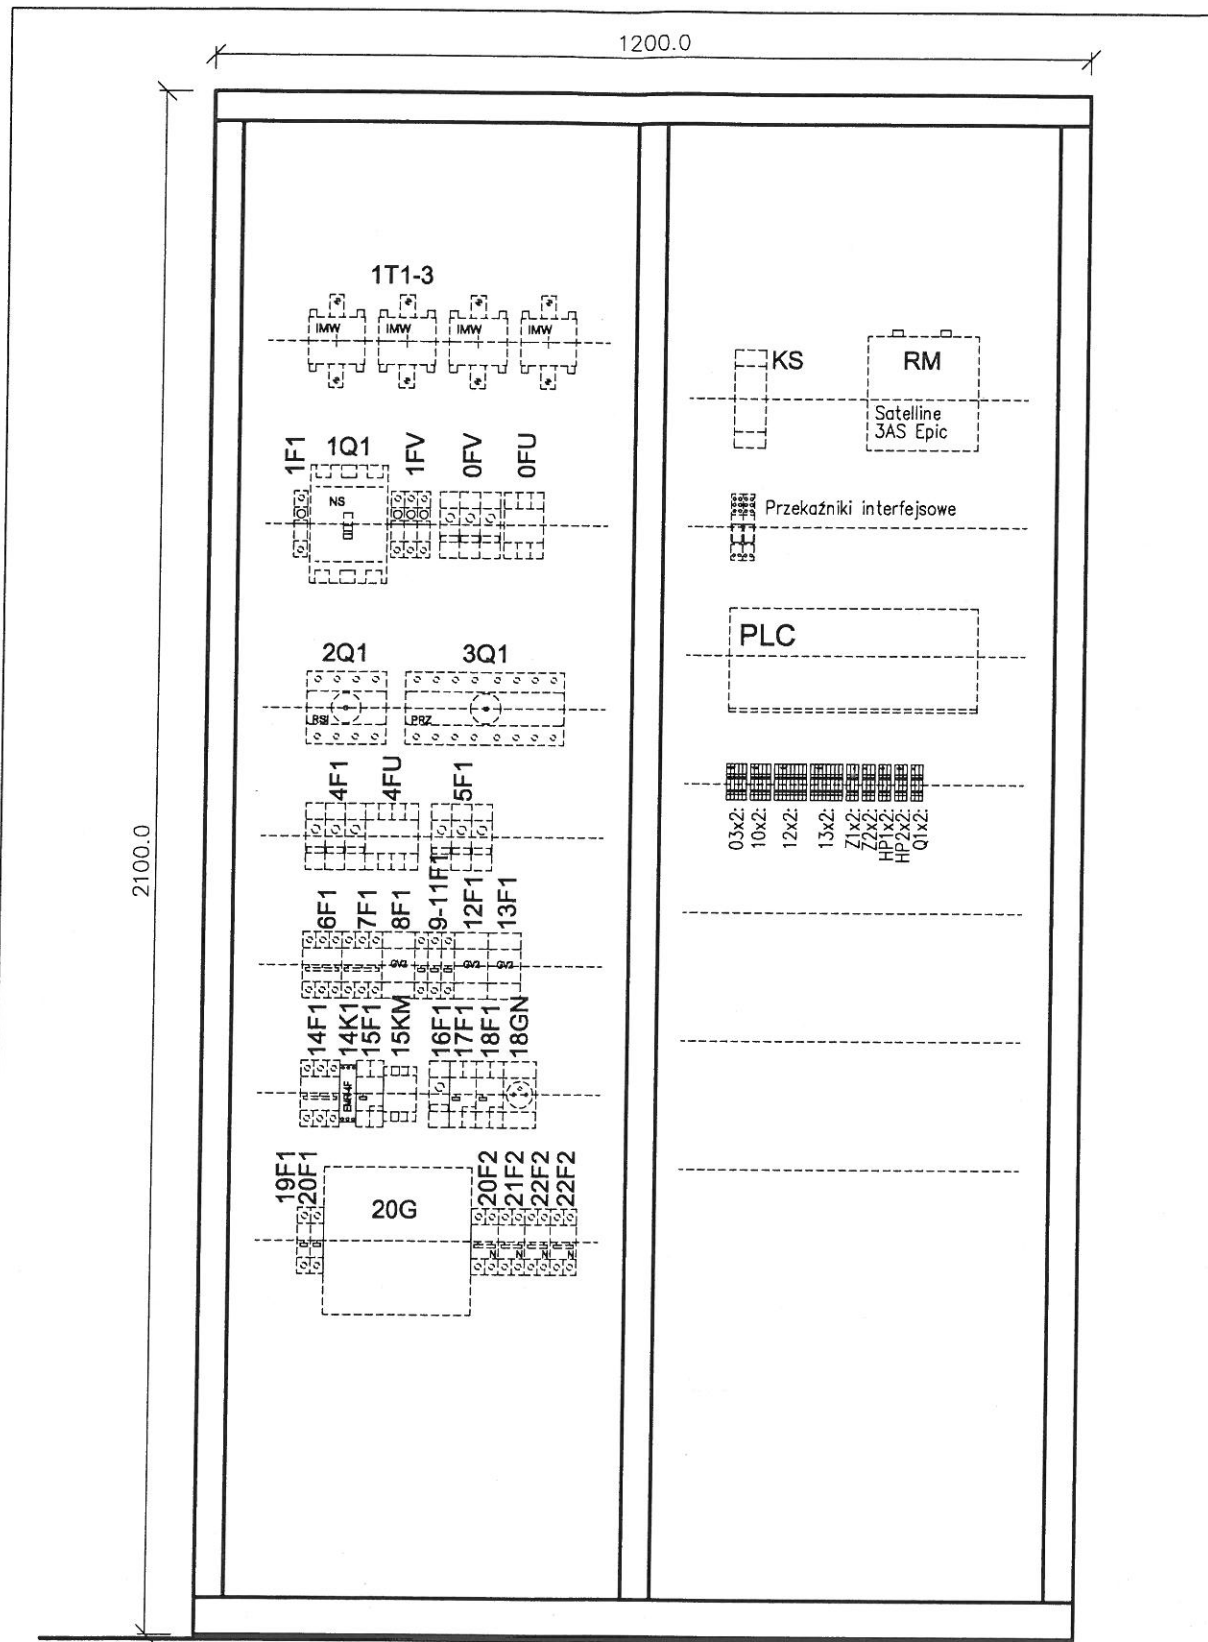 1200.0
2100.0
1T1-3
IMW IMW IMW IMW
KS
RM
Satelline
3AS Epic
1F1 1Q1 1FV 0FV 0FU
NS
Przekaźniki interfejsowe
2Q1 3Q1
RSI PRZ
PLC
4F1 4FU 5F1
03x2: 10x2: 12x2: 13x2: Z1x2: Z2x2: HP1x2: HP2x2: Q1x2:
6F1 7F1 8F1 9-11F1 12F1 13F1
GV2 GV2 GV2
14F1 14K1 15F1 15KM 16F1 17F1 18F1 18GN
19F1 20F1 20G 20F2 21F2 22F2 22F2
N N N N